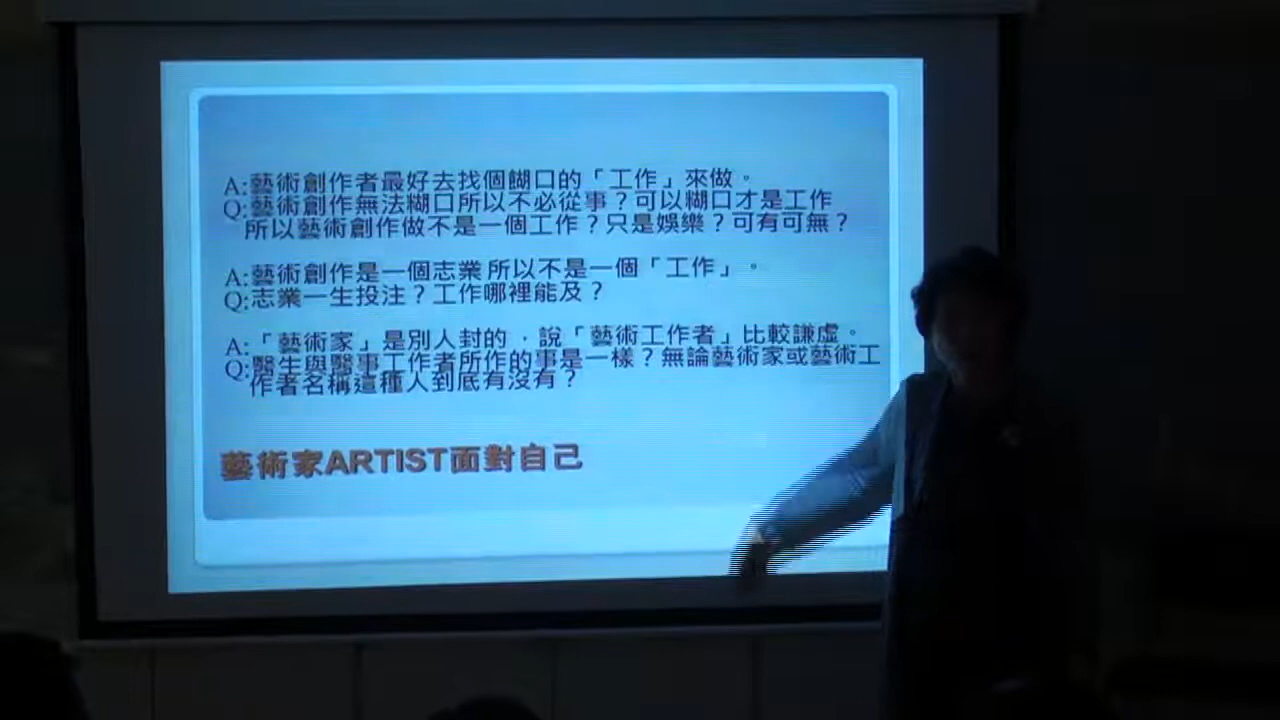 A:藝術創作者最好去找個餬口的「工作」來做。
Q:藝術創作無法糊口所以不必從事？可以糊口才是工作
所以藝術創作做不是一個工作？只是娛樂？可有可無？
A:藝術創作是一個志業所以不是一個「工作」。
Q:志業一生投注？工作哪裡能及？
A:「藝術家」是別人封的，說「藝術工作者」比較謙虛。
Q:醫生與醫事工作者所作的事是一樣？無論藝術家或藝術工
作者名稱這種人到底有沒有？
藝術家ARTIST面對自己